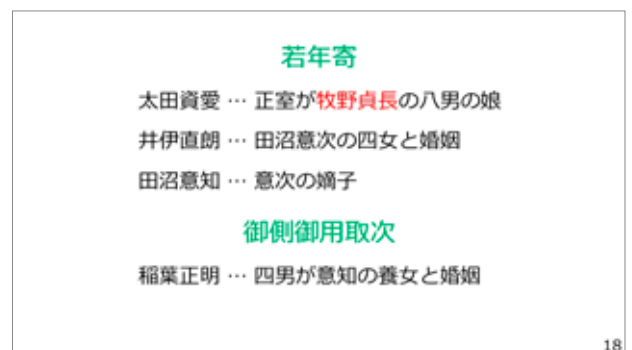 若年寄
太田資愛 … 正室が牧野貞長の八男の娘
井伊直朗 … 田沼意次の四女と婚姻
田沼意知 … 意次の嫡子
御側御用取次
稲葉正明 … 四男が意知の養女と婚姻
18